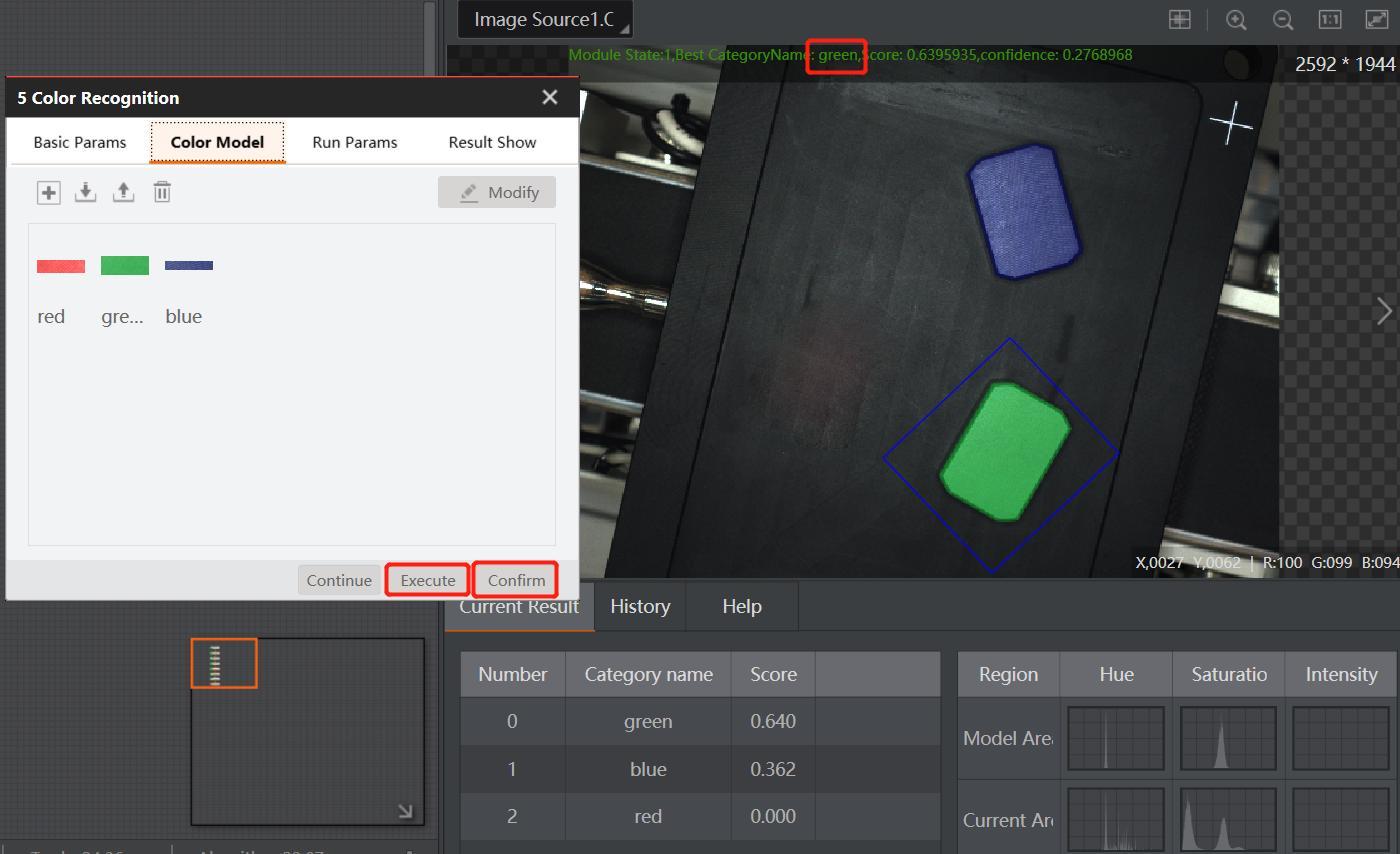 Image Source1.C
Module State:1,Best CategoryName: green,Score: 0.6395935,confidence: 0.2768968
2592 * 1944
5 Color Recognition
Basic Params
Color Model
Run Params
Result Show
Modify
red
gre...
blue
X,0027 Y,0062 | R:100 G:099 B:094
Continue
Execute
Confirm
Current Result
History
Help
Number Category name Score
0 green 0.640
1 blue 0.362
2 red 0.000
Region Hue Saturatio Intensity
Model Area
Current Are